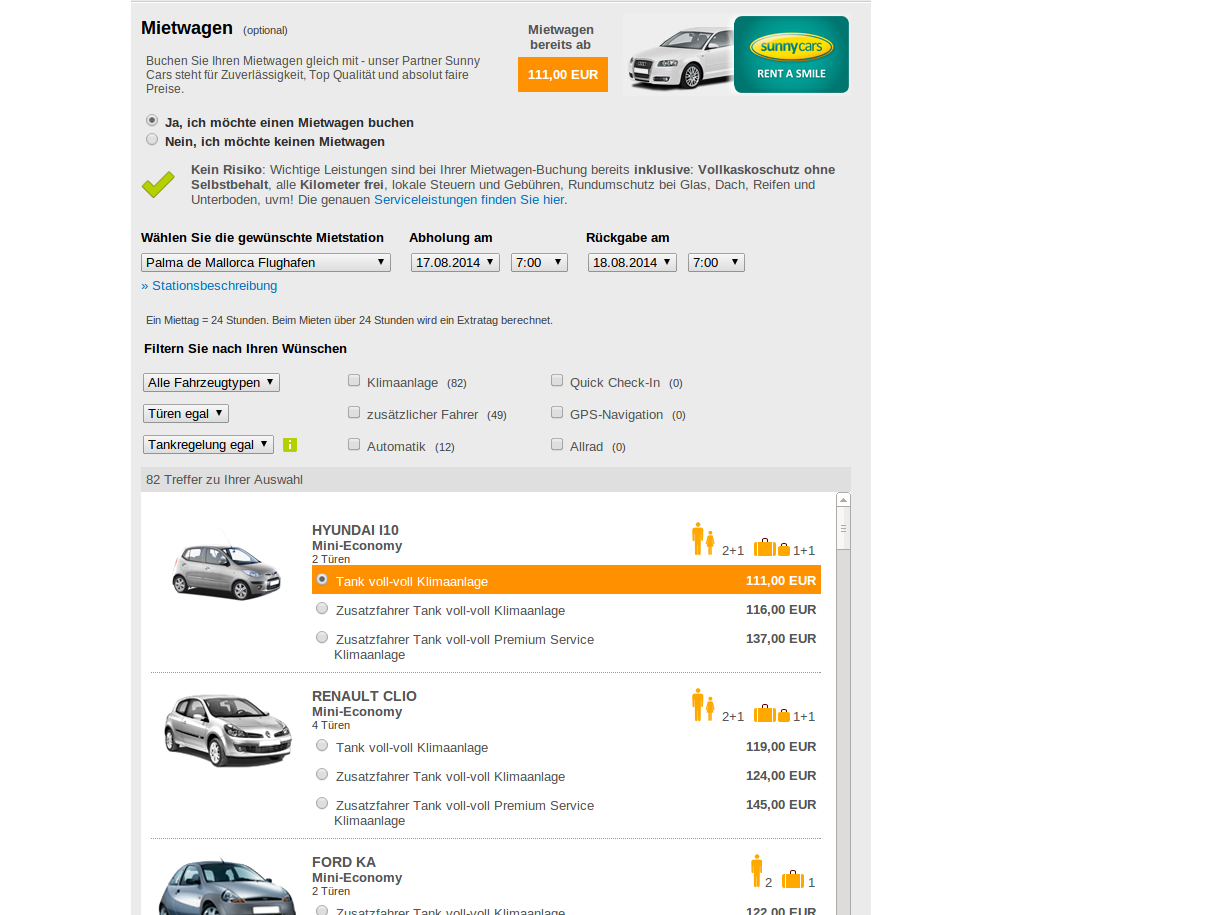 Mietwagen (optional)
Mietwagen
bereits ab
111,00 EUR
sunnycars
RENT A SMILE
Buchen Sie Ihren Mietwagen gleich mit - unser Partner Sunny
Cars steht für Zuverlässigkeit, Top Qualität und absolut faire
Preise.
Ja, ich möchte einen Mietwagen buchen
Nein, ich möchte keinen Mietwagen
Kein Risiko: Wichtige Leistungen sind bei Ihrer Mietwagen-Buchung bereits inklusive: Vollkaskoschutz ohne
Selbstbehalt, alle Kilometer frei, lokale Steuern und Gebühren, Rundumschutz bei Glas, Dach, Reifen und
Unterboden, uvm! Die genauen Serviceleistungen finden Sie hier.
Wählen Sie die gewünschte Mietstation Abholung am Rückgabe am
Palma de Mallorca Flughafen 17.08.2014 7:00 18.08.2014 7:00
» Stationsbeschreibung
Ein Miettag = 24 Stunden. Beim Mieten über 24 Stunden wird ein Extratag berechnet.
Filtern Sie nach Ihren Wünschen
Alle Fahrzeugtypen Klimaanlage (82) Quick Check-In (0)
Türen egal zusätzlicher Fahrer (49) GPS-Navigation (0)
Tankregelung egal Automatik (12) Allrad (0)
82 Treffer zu Ihrer Auswahl
HYUNDAI I10
Mini-Economy 2+1 1+1
2 Türen
Tank voll-voll Klimaanlage 111,00 EUR
Zusatzfahrer Tank voll-voll Klimaanlage 116,00 EUR
Zusatzfahrer Tank voll-voll Premium Service 137,00 EUR
Klimaanlage
RENAULT CLIO
Mini-Economy 2+1 1+1
4 Türen
Tank voll-voll Klimaanlage 119,00 EUR
Zusatzfahrer Tank voll-voll Klimaanlage 124,00 EUR
Zusatzfahrer Tank voll-voll Premium Service 145,00 EUR
Klimaanlage
FORD KA
Mini-Economy 2 1
2 Türen
Zusatzfahrer Tank voll-voll Klimaanlage 122,00 EUR